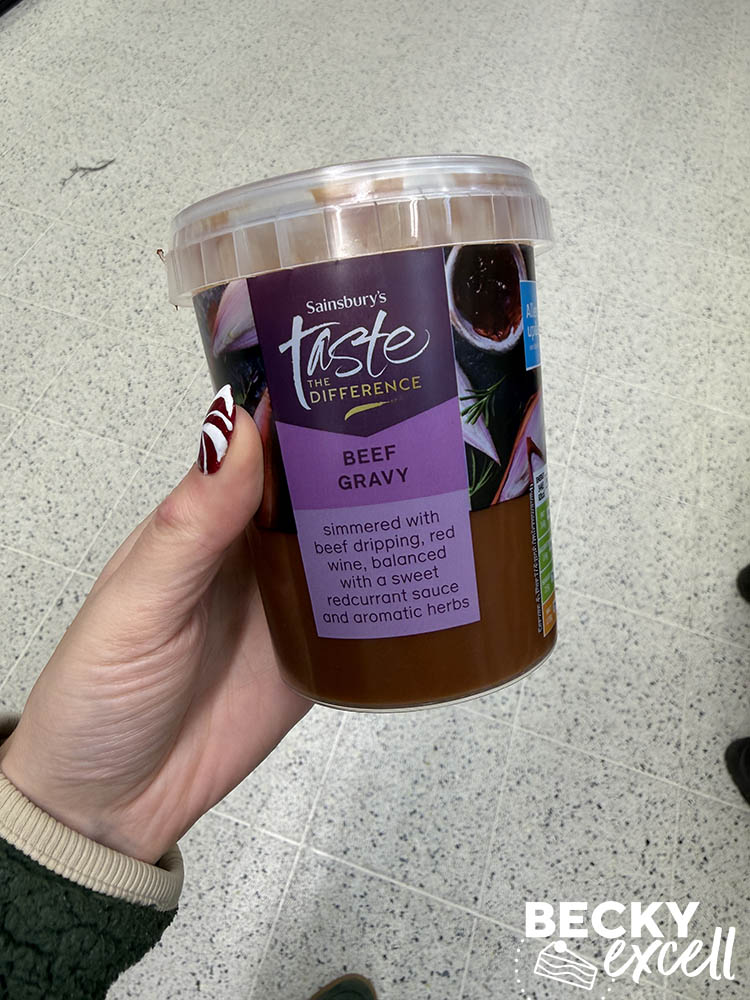 Sainsbury's
taste
THE
DIFFERENCE
BEEF
GRAVY
simmered with
beef dripping, red
wine, balanced
with a sweet
redcurrant sauce
and aromatic herbs
BECKY
excell